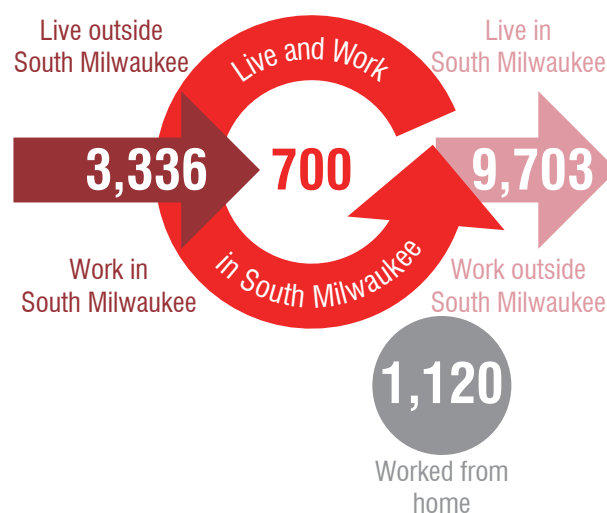 Live outside
South Milwaukee
3,336
Work in
South Milwaukee
Live and Work
700
in South Milwaukee
Live in
South Milwaukee
9,703
Work outside
South Milwaukee
1,120
Worked from
home